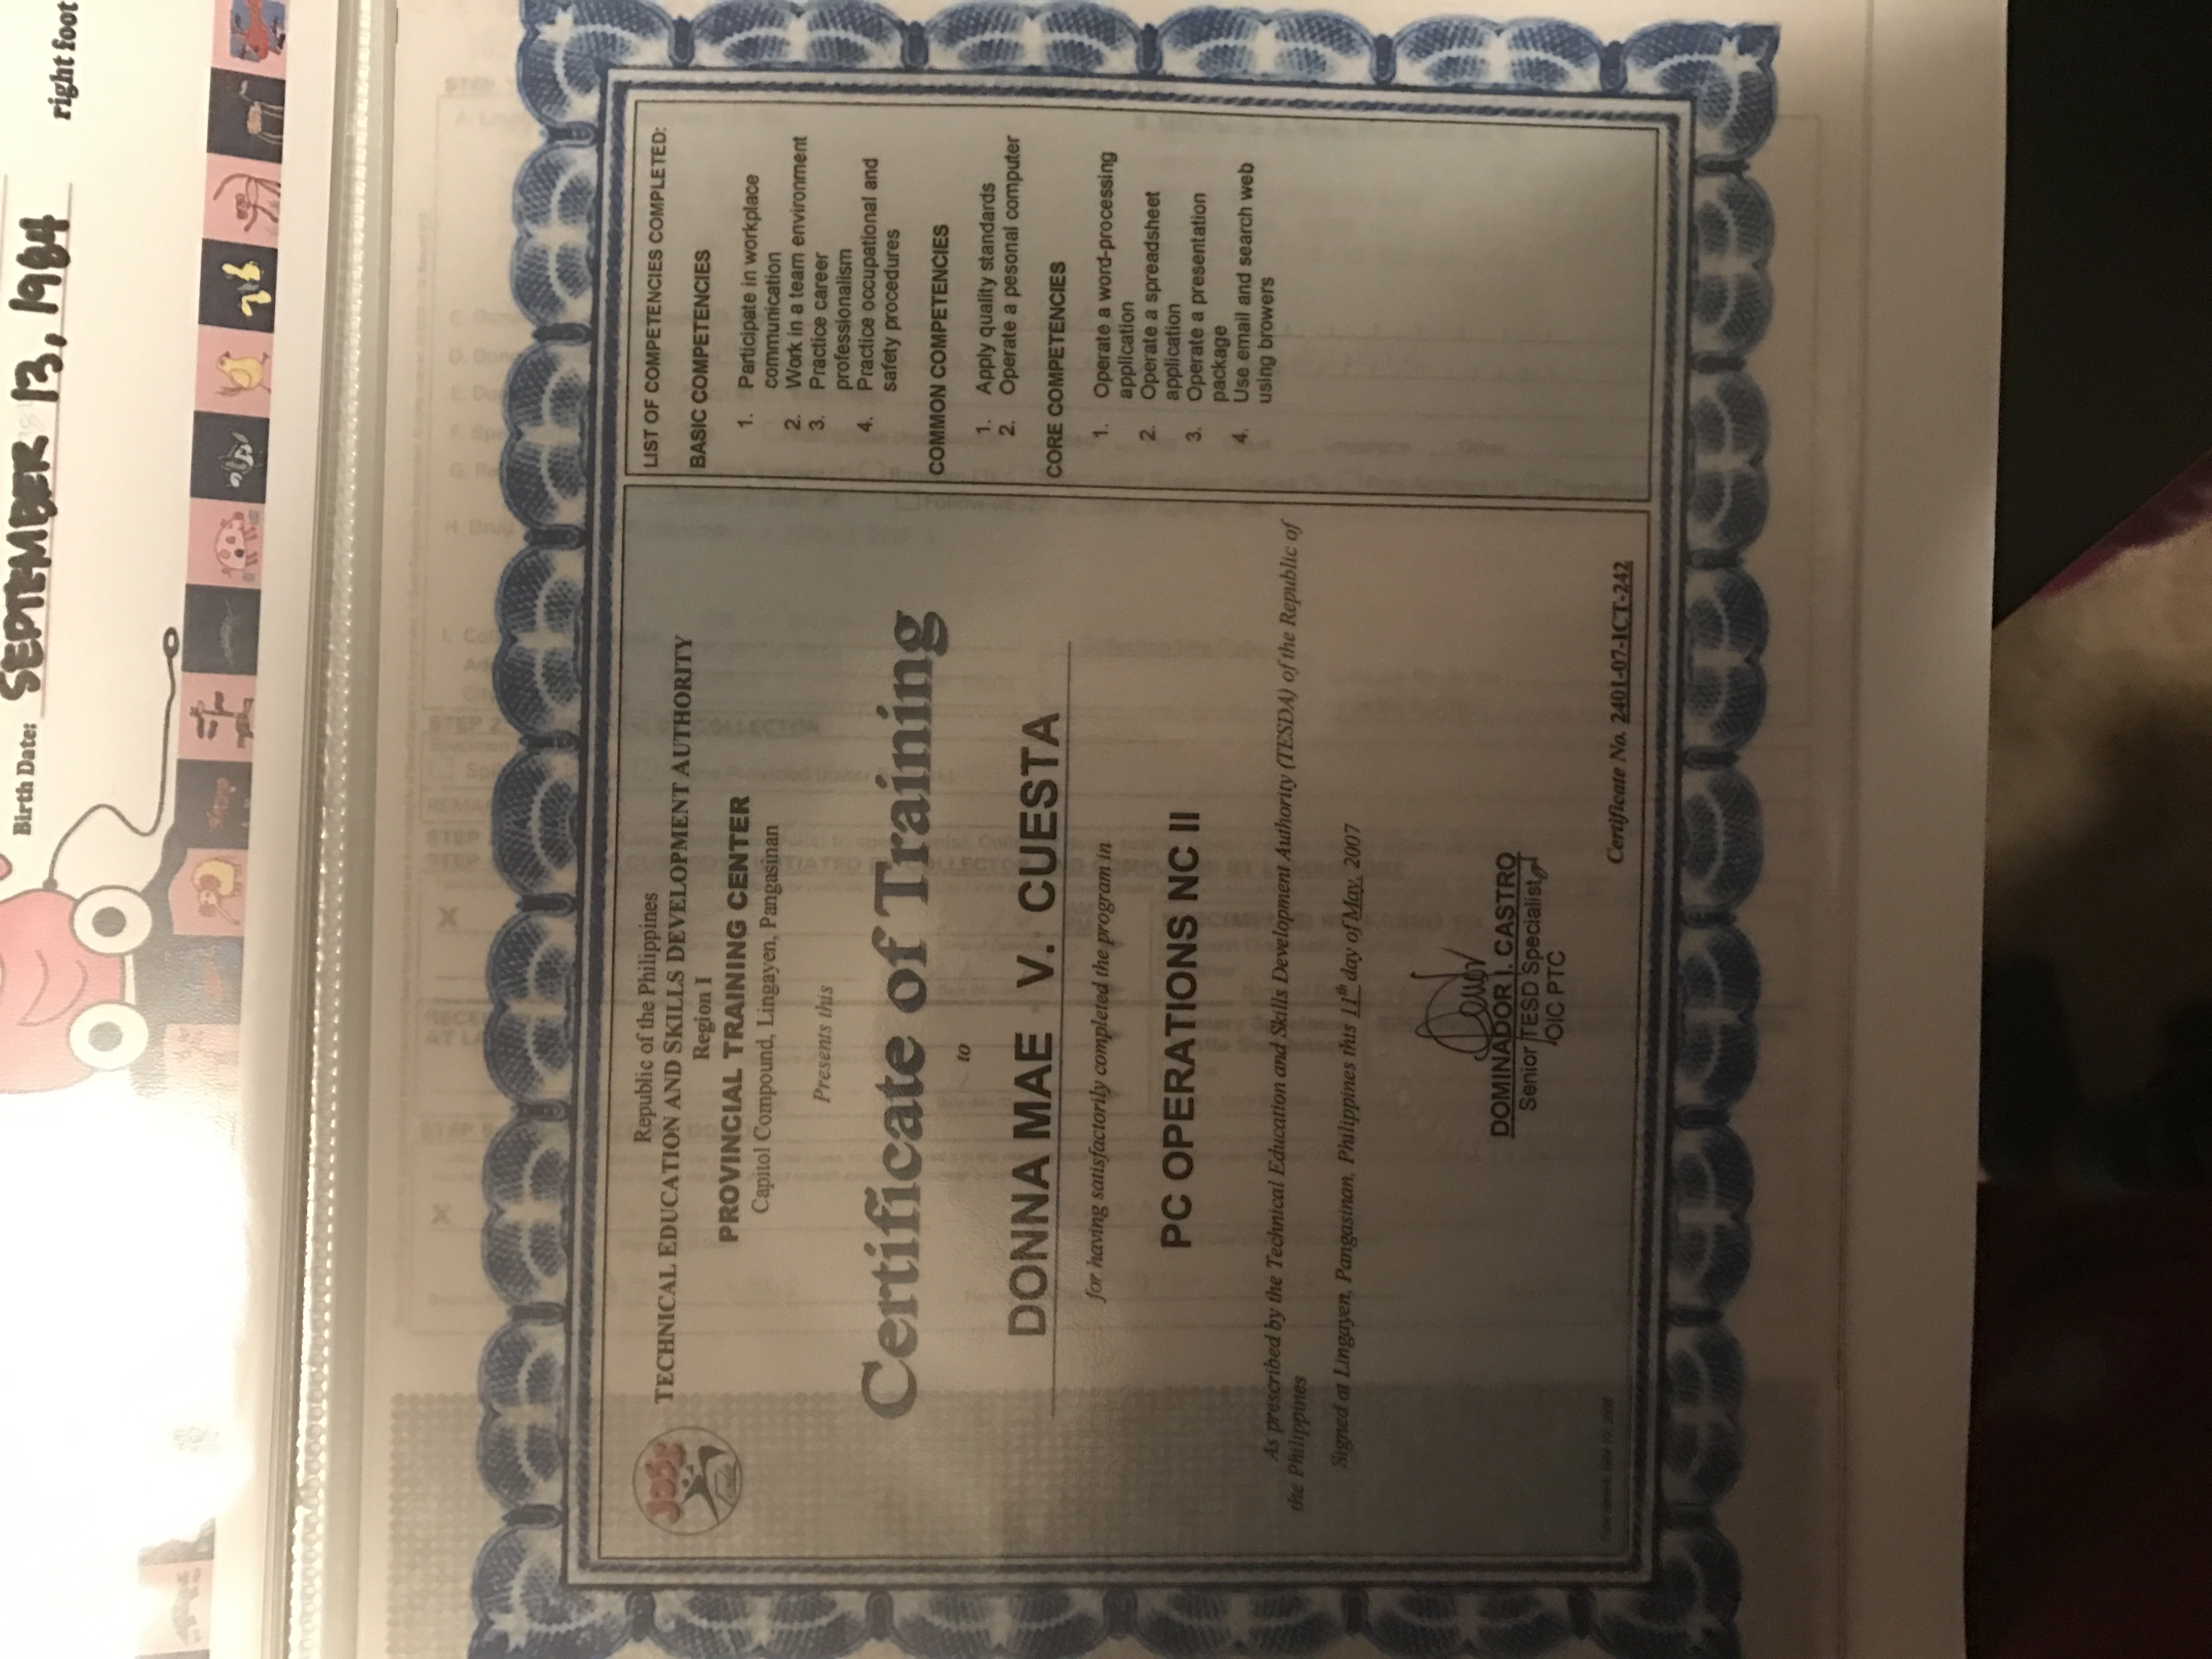 Birth Date: SEPTEMBER 13, 1984
right foot
JOBS
Republic of the Philippines
TECHNICAL EDUCATION AND SKILLS DEVELOPMENT AUTHORITY
Region I
PROVINCIAL TRAINING CENTER
Capitol Compound, Lingayen, Pangasinan
Presents this
Certificate of Training
to
DONNA MAE V. CUESTA
for having satisfactorily completed the program in
PC OPERATIONS NC II
As prescribed by the Technical Education and Skills Development Authority (TESDA) of the Republic of
the Philippines
Signed at Lingayen, Pangasinan, Philippines this 11th day of May, 2007
DOMINADOR I. CASTRO
Senior TESD Specialist
OIC PTC
Certificate No. 2401-07-ICT-242
LIST OF COMPETENCIES COMPLETED:
BASIC COMPETENCIES
1. Participate in workplace
communication
2. Work in a team environment
3. Practice career
professionalism
4. Practice occupational and
safety procedures
COMMON COMPETENCIES
1. Apply quality standards
2. Operate a pesonal computer
CORE COMPETENCIES
1. Operate a word-processing
application
2. Operate a spreadsheet
application
3. Operate a presentation
package
4. Use email and search web
using browers